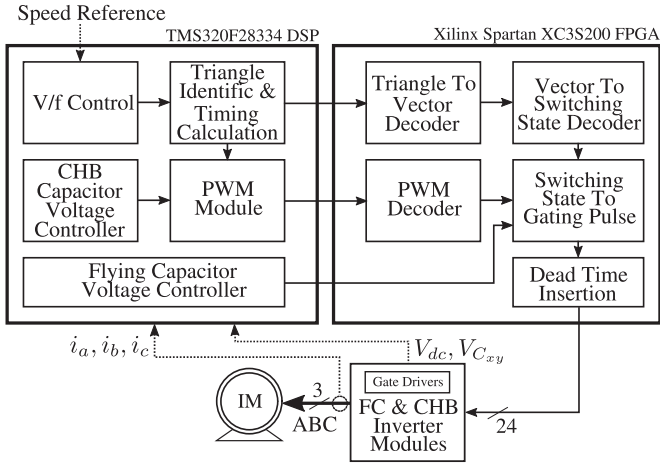 Speed Reference
TMS320F28334 DSP
Xilinx Spartan XC3S200 FPGA
V/f Control
Triangle
Identific &
Timing
Calculation
Triangle To
Vector
Decoder
Vector To
Switching
State Decoder
CHB
Capacitor
Voltage
Controller
PWM
Module
PWM
Decoder
Switching
State To
Gating Pulse
Flying Capacitor
Voltage Controller
Dead Time
Insertion
i_a, i_b, i_c
V_{dc}, V_{C_{xy}}
IM
3
ABC
Gate Drivers
FC & CHB
Inverter
Modules
24